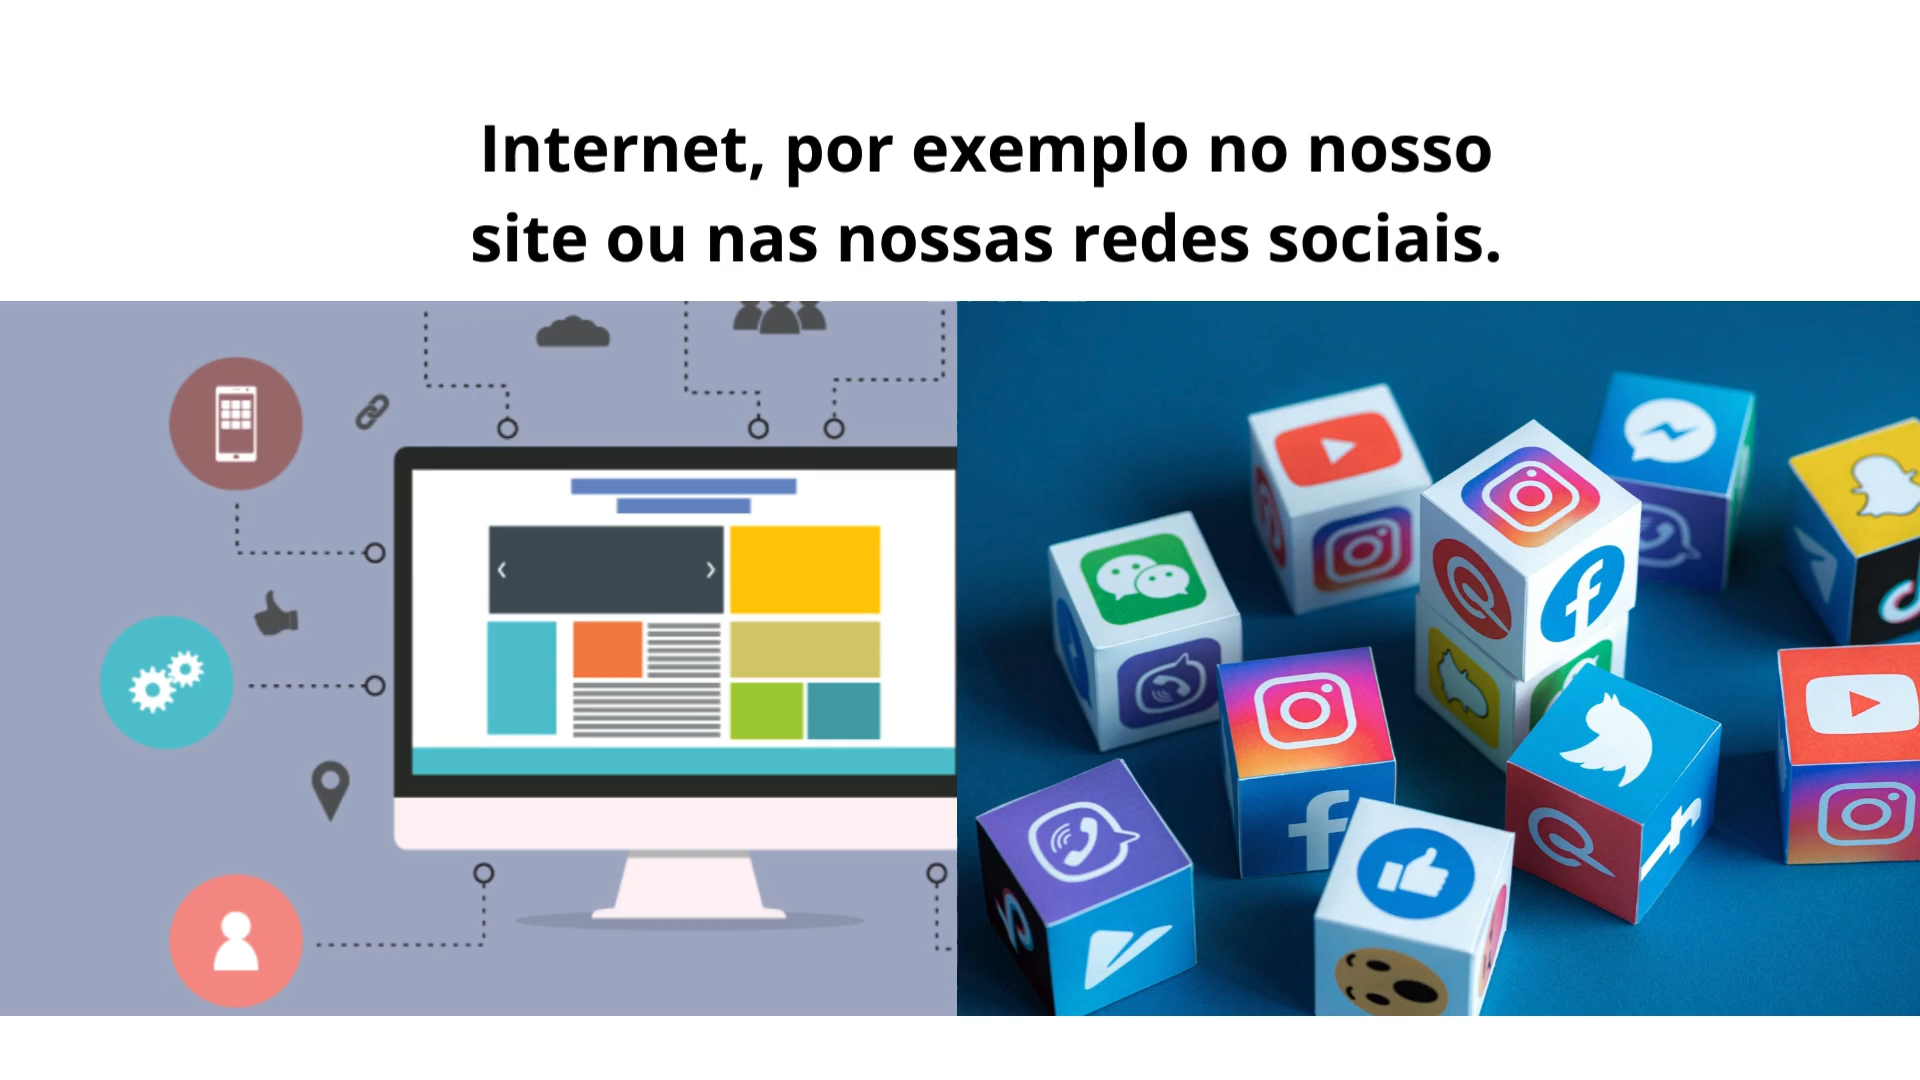 Internet, por exemplo no nosso
site ou nas nossas redes sociais.